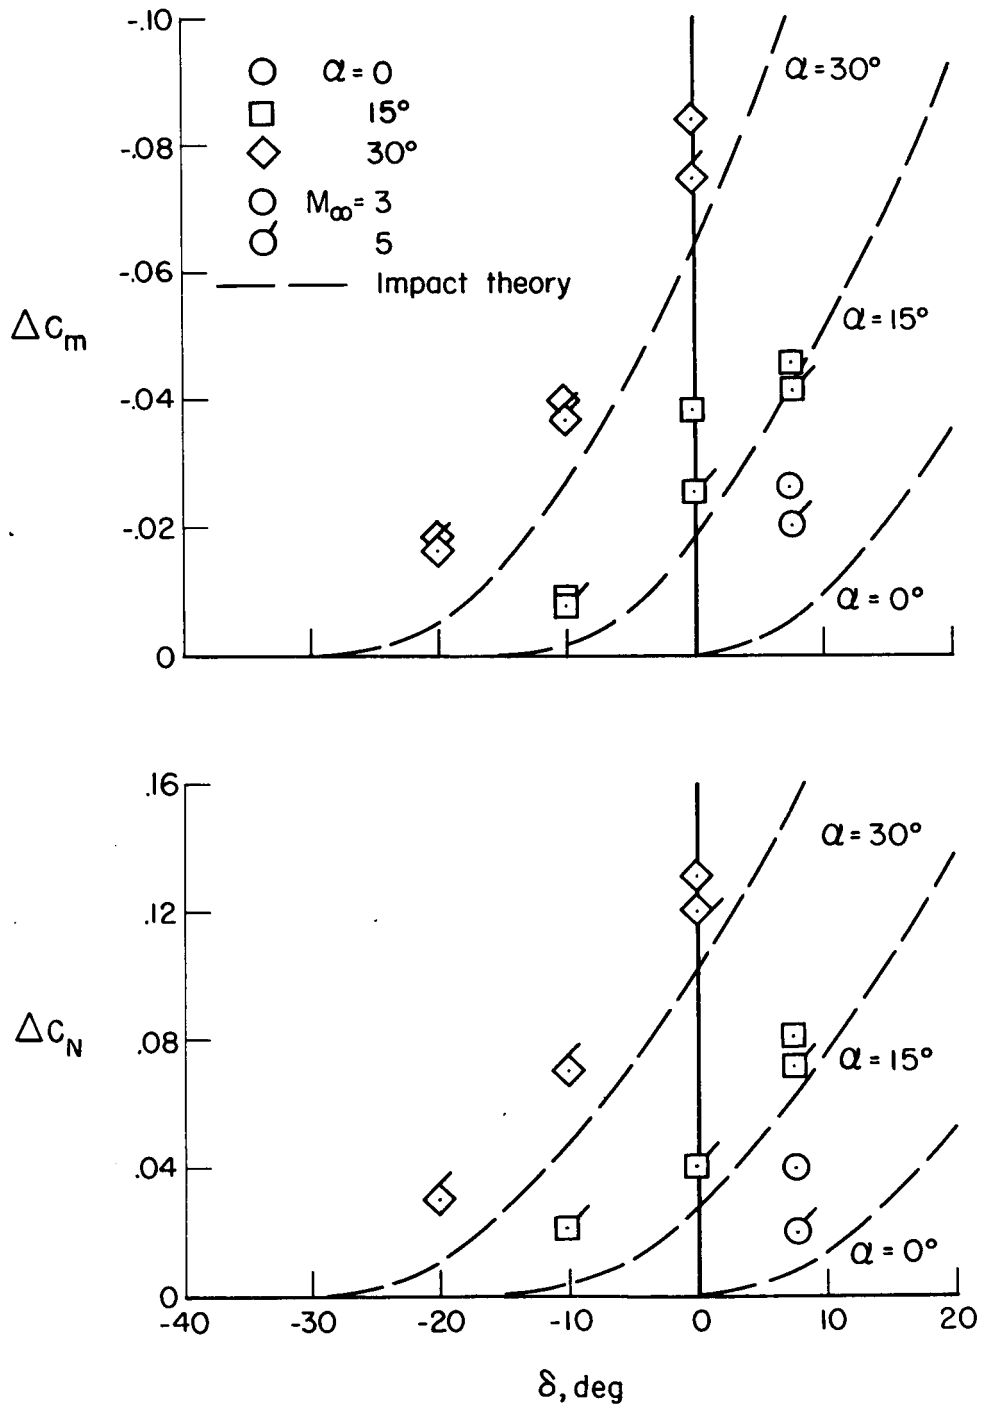 -.10
α = 0
α = 30°
15°
-.08
30°
M∞ = 3
5
-.06
Impact theory
ΔCm
α = 15°
-.04
-.02
α = 0°
0
.16
α = 30°
.12
ΔCN
.08
α = 15°
.04
α = 0°
0
-40 -30 -20 -10 0 10 20
δ, deg